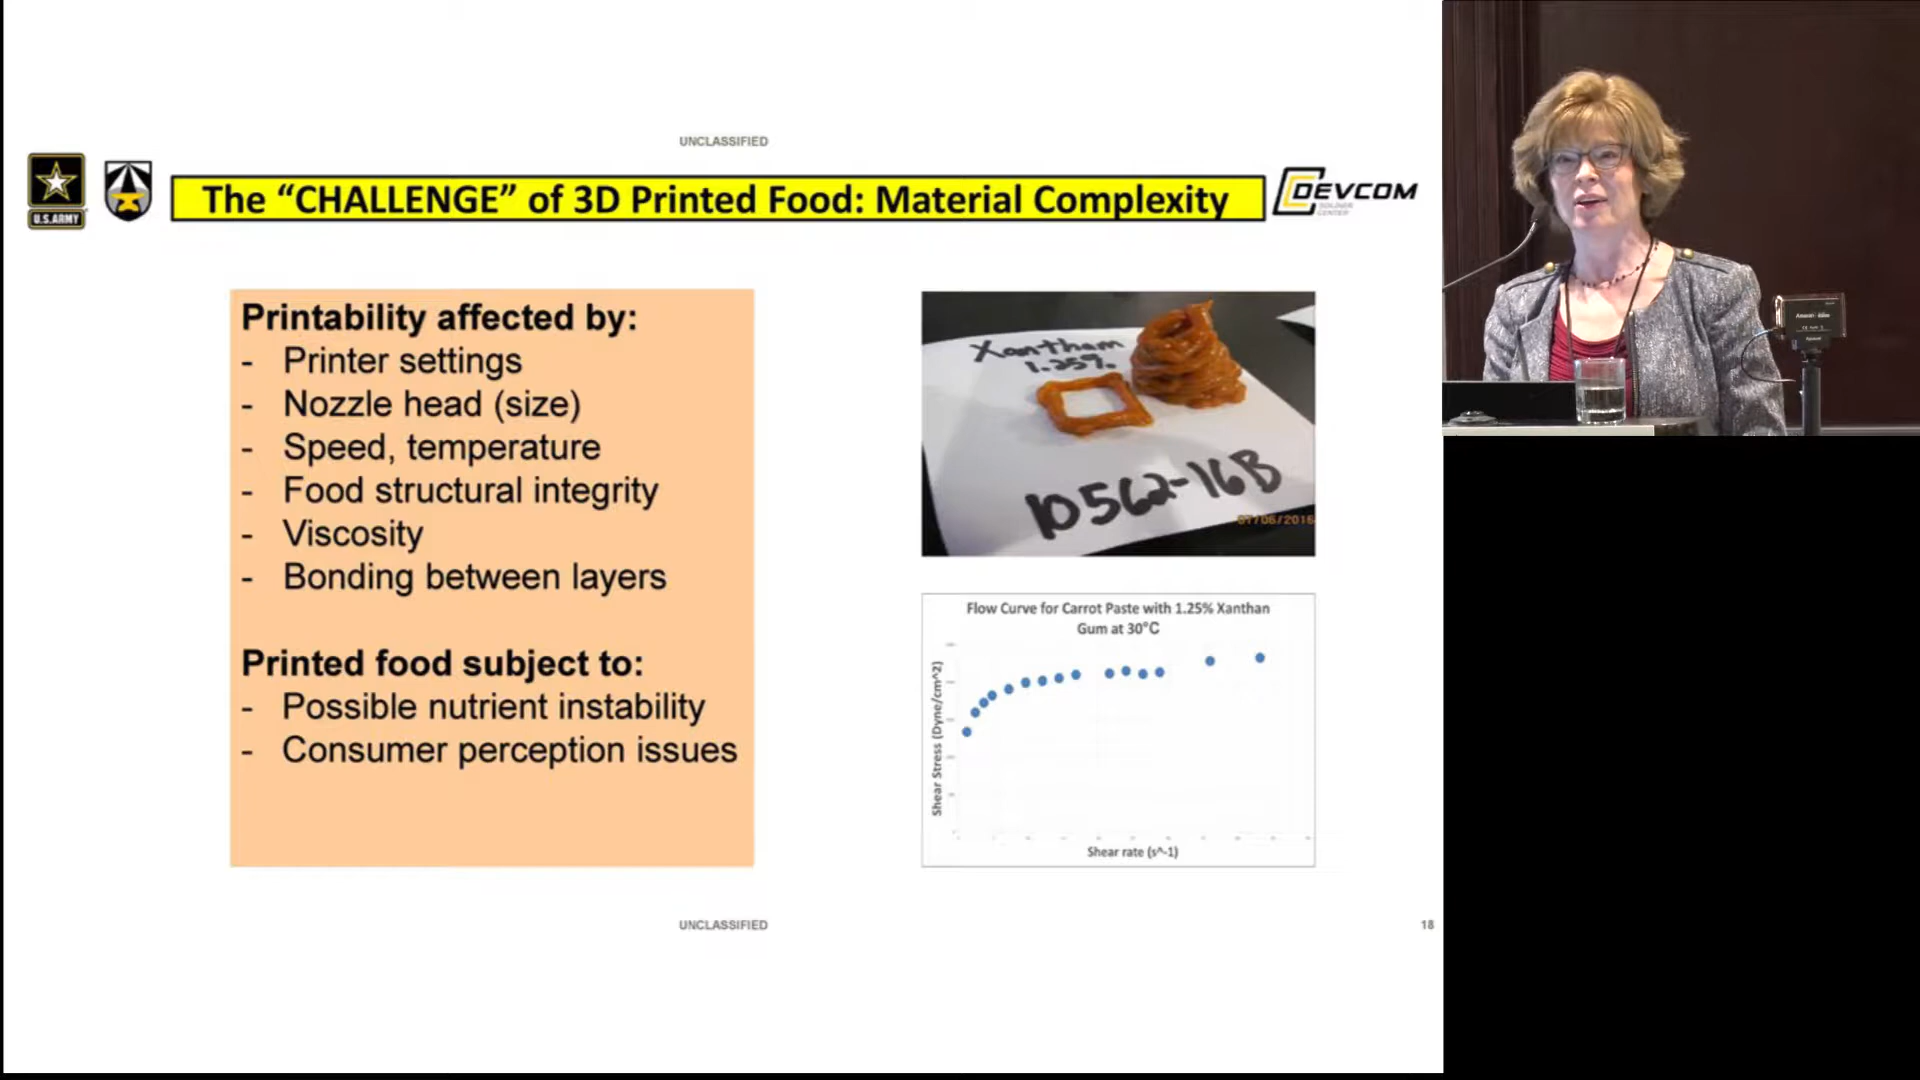 UNCLASSIFIED
U.S.ARMY
The “CHALLENGE” of 3D Printed Food: Material Complexity
DEVCOM
SOLDIER
CENTER
Printability affected by:
- Printer settings
- Nozzle head (size)
- Speed, temperature
- Food structural integrity
- Viscosity
- Bonding between layers
Printed food subject to:
- Possible nutrient instability
- Consumer perception issues
Xantham
1.25%
10562-16B
07/06/2016
Flow Curve for Carrot Paste with 1.25% Xanthan
Gum at 30°C
Shear Stress (Dyne/cm^2)
Shear rate (s^-1)
UNCLASSIFIED
18